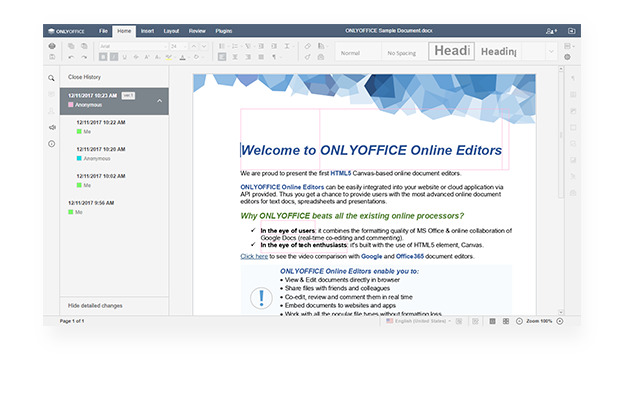 ONLYOFFICE File Home Insert Layout Review Plugins ONLYOFFICE Sample Document.docx
Arial 24
Normal No Spacing Headi Heading
Close History
12/11/2017 10:23 AM ver.1
Anonymous
12/11/2017 10:22 AM
Me
12/11/2017 10:20 AM
Anonymous
12/11/2017 10:02 AM
Me
12/11/2017 9:56 AM
Me
Hide detailed changes
Welcome to ONLYOFFICE Online Editors
We are proud to present the first HTML5 Canvas-based online document editors.
ONLYOFFICE Online Editors can be easily integrated into your website or cloud application via
API provided. Thus you get a chance to provide users with the most advanced online document
editors for text docs, spreadsheets and presentations.
Why ONLYOFFICE beats all the existing online processors?
✓ In the eye of users: it combines the formatting quality of MS Office & online collaboration of
Google Docs (real-time co-editing and commenting).
✓ In the eye of tech enthusiasts: it's built with the use of HTML5 element, Canvas.
Click here to see the video comparison with Google and Office365 document editors.
ONLYOFFICE Online Editors enable you to:
• View & Edit documents directly in browser
• Share files with friends and colleagues
• Co-edit, review and comment them in real time
• Embed documents to websites and apps
• Work with all the popular file types without formatting loss
Page 1 of 1 English (United States) Zoom 100%